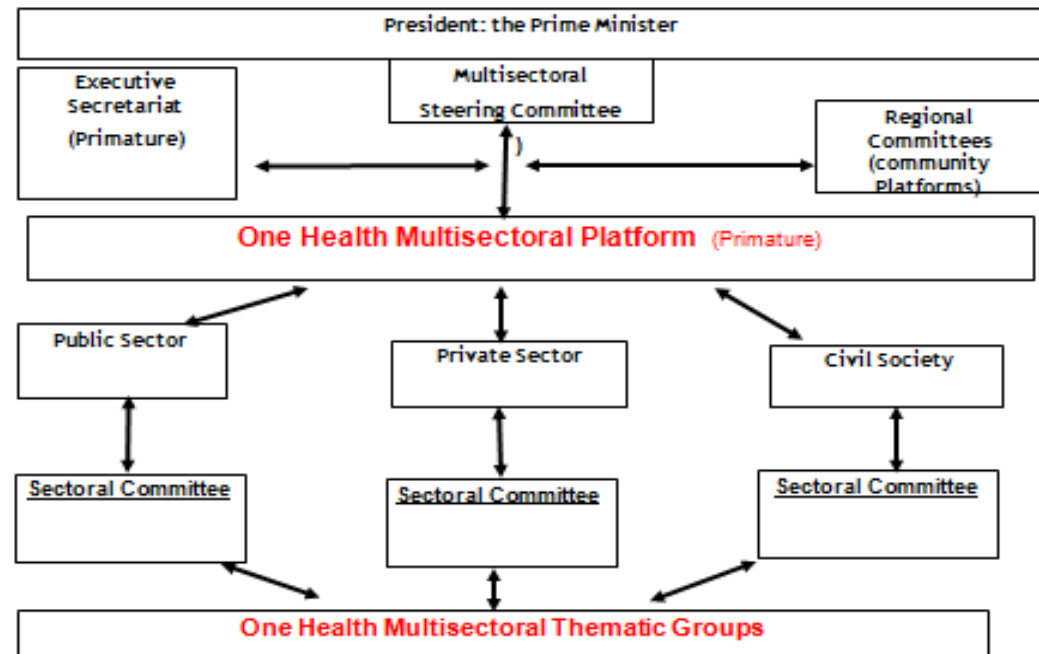 President: the Prime Minister
Executive
Secretariat
(Primature)
Multisectoral
Steering Committee
)
Regional
Committees
(community
Platforms)
One Health Multisectoral Platform (Primature)
Public Sector
Private Sector
Civil Society
Sectoral Committee
Sectoral Committee
Sectoral Committee
One Health Multisectoral Thematic Groups